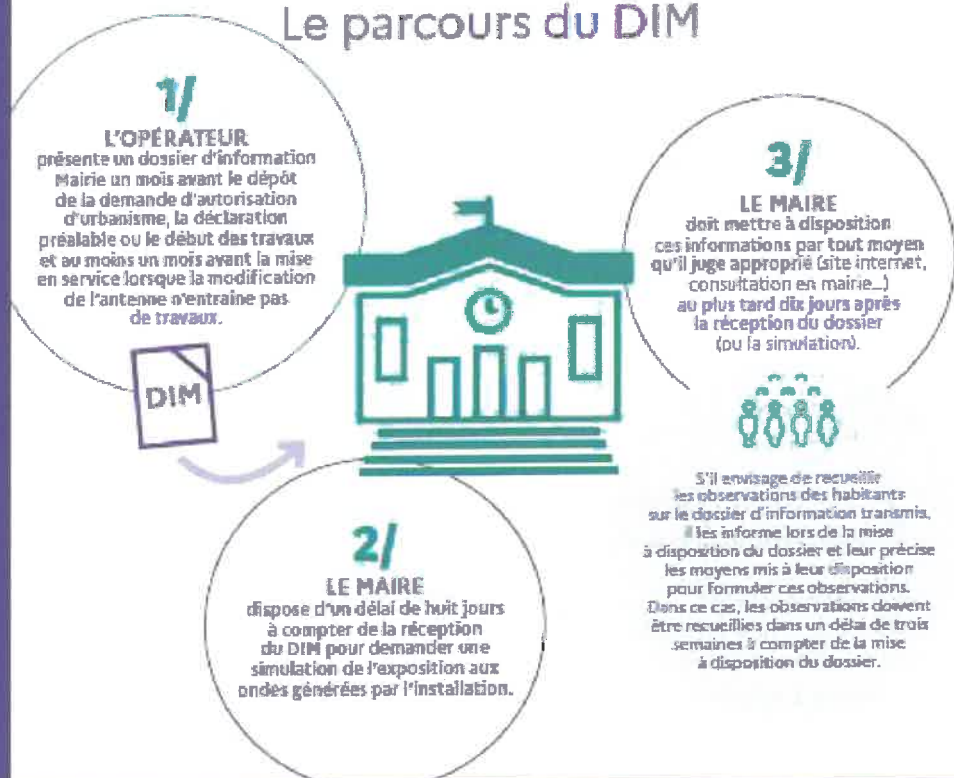 Le parcours du DIM
1/
L'OPÉRATEUR
présente un dossier d'information
Mairie un mois avant le dépôt
de la demande d'autorisation
d'urbanisme, la déclaration
préalable ou le début des travaux
et au moins un mois avant la mise
en service lorsque la modification
de l'antenne n'entraîne pas
de travaux.
DIM
2/
LE MAIRE
dispose d'un délai de huit jours
à compter de la réception
du DIM pour demander une
simulation de l'exposition aux
ondes générées par l'installation.
3/
LE MAIRE
doit mettre à disposition
ces informations par tout moyen
qu'il juge approprié (site internet,
consultation en mairie...)
au plus tard dix jours après
la réception du dossier
(ou la simulation).
S'il envisage de recueillir
les observations des habitants
sur le dossier d'information transmis,
il les informe lors de la mise
à disposition du dossier et leur précise
les moyens mis à leur disposition
pour formuler ces observations.
Dans ce cas, les observations doivent
être recueillies dans un délai de trois
semaines à compter de la mise
à disposition du dossier.